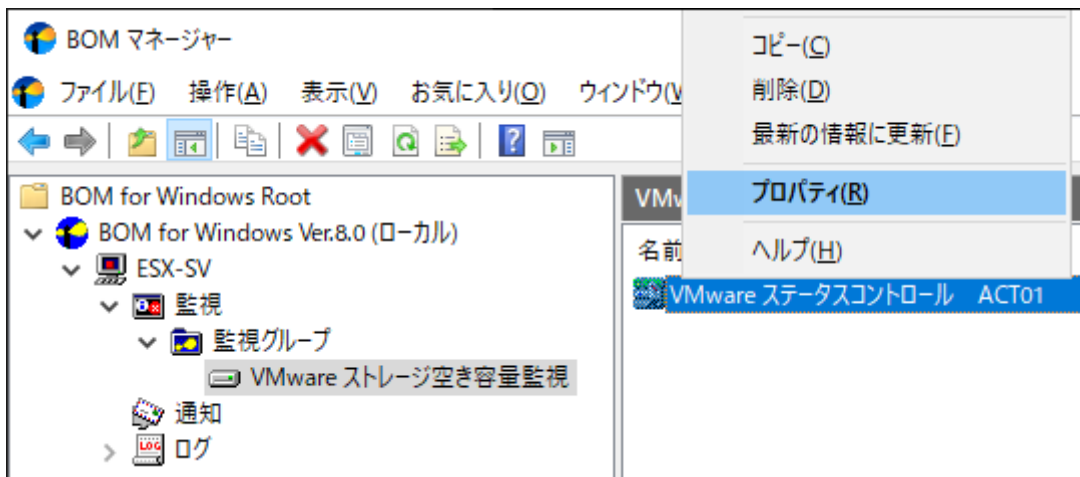 BOM マネージャー
ファイル(F) 操作(A) 表示(V) お気に入り(O) ウィンドウ(W
コピー(C)
削除(D)
最新の情報に更新(F)
プロパティ(R)
ヘルプ(H)
BOM for Windows Root
BOM for Windows Ver.8.0 (ローカル)
ESX-SV
監視
監視グループ
VMware ストレージ空き容量監視
通知
ログ
VMw
名前
VMware ステータスコントロール ACT01